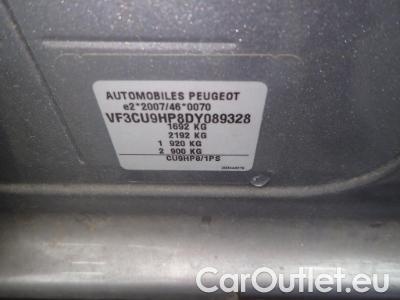 AUTOMOBILES PEUGEOT
e2*2007/46*0070
VF3CU9HP8DY089328
1692 KG
2192 KG
1 920 KG
2 900 KG
CU9HP8/1PS
CarOutlet.eu